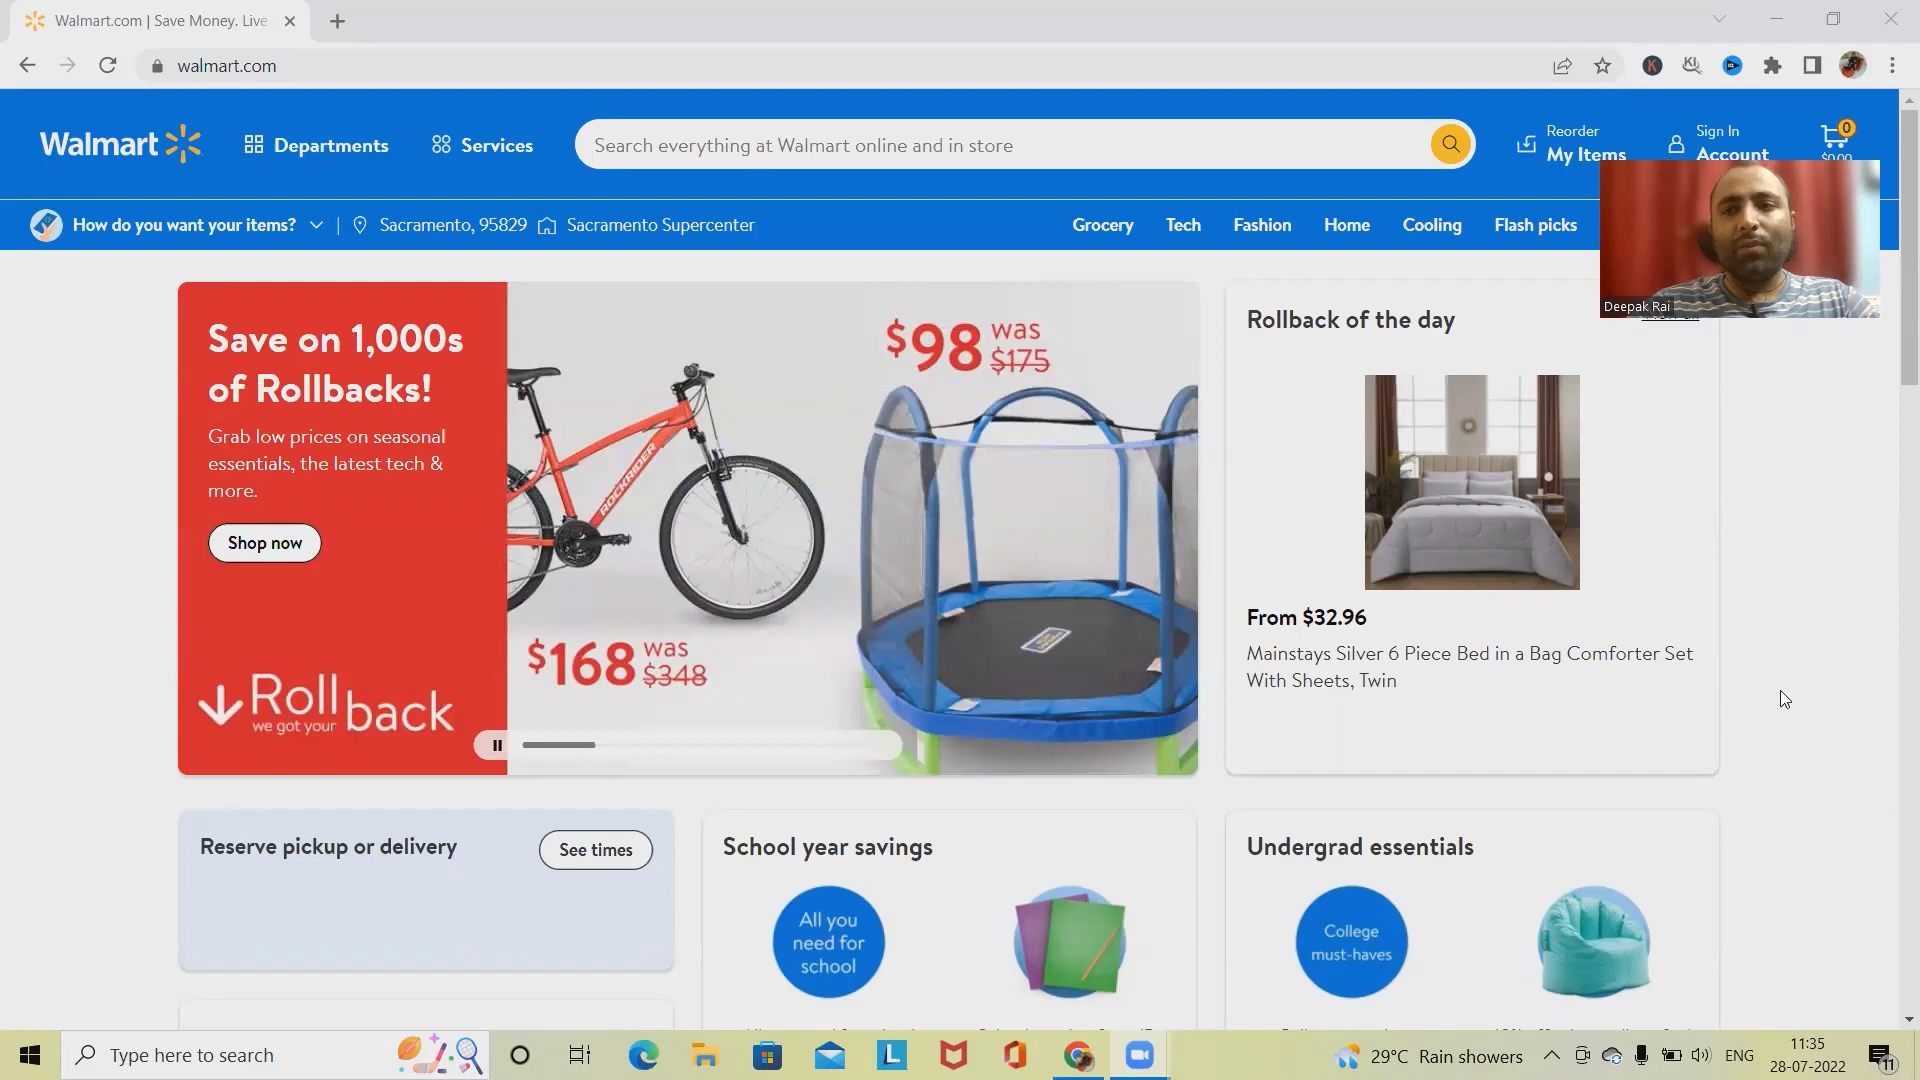 Walmart.com | Save Money. Live
walmart.com
Walmart
Departments
Services
Search everything at Walmart online and in store
Reorder
My Items
Sign In
Account
0
$0.00
How do you want your items?
Sacramento, 95829
Sacramento Supercenter
Grocery
Tech
Fashion
Home
Cooling
Flash picks
Deepak Rai
Save on 1,000s
of Rollbacks!
Grab low prices on seasonal
essentials, the latest tech &
more.
Shop now
Rollback
we got your
ROCKRIDER
$98 was
$175
$168 was
$348
Rollback of the day
From $32.96
Mainstays Silver 6 Piece Bed in a Bag Comforter Set
With Sheets, Twin
Reserve pickup or delivery
See times
School year savings
All you
need for
school
Undergrad essentials
College
must-haves
Type here to search
29°C Rain showers
ENG
11:35
28-07-2022
11